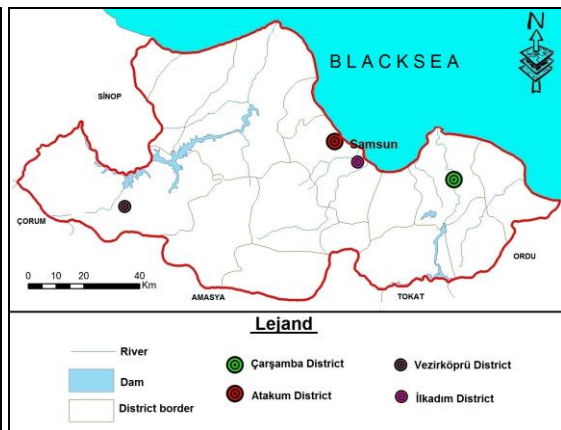 N
BLACKSEA
SİNOP
Samsun
ÇORUM
ORDU
0 10 20 40
Km
AMASYA
TOKAT
Lejand
River
Çarşamba District
Vezirköprü District
Dam
Atakum District
İlkadım District
District border